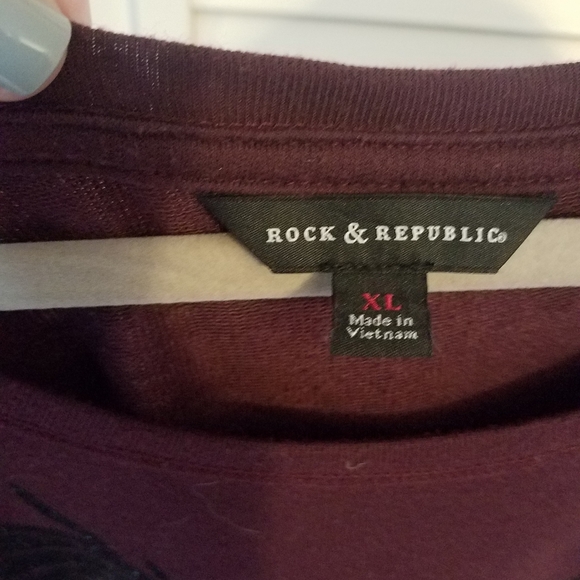 ROCK & REPUBLIC®
XL
Made in
Vietnam